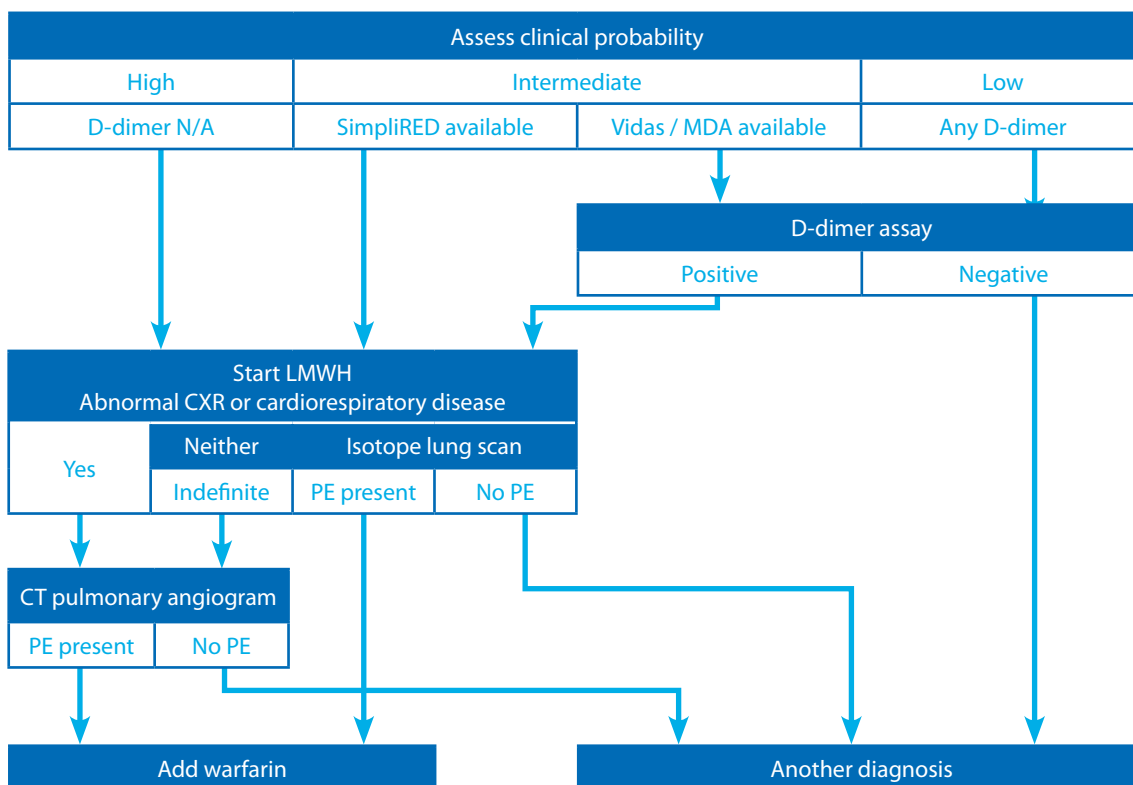 Assess clinical probability
High
Intermediate
Low
D-dimer N/A
SimpliRED available
Vidas / MDA available
Any D-dimer
D-dimer assay
Positive
Negative
Start LMWH
Abnormal CXR or cardiorespiratory disease
Yes
Neither
Isotope lung scan
Indefinite
PE present
No PE
CT pulmonary angiogram
PE present
No PE
Add warfarin
Another diagnosis